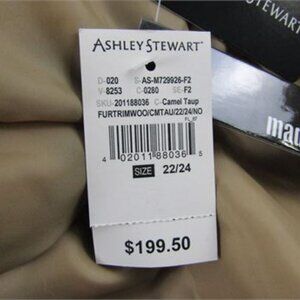 ASHLEY STEWART
D-020 S-AS-M729926-F2
V-8253 C-0280 SE-F2
SKU-201188036 C-Camel Taup
FURTRIMWOO/CMTAU/22/24/NO
4 02011 88036 5
SIZE 22/24
$199.50
STEWART